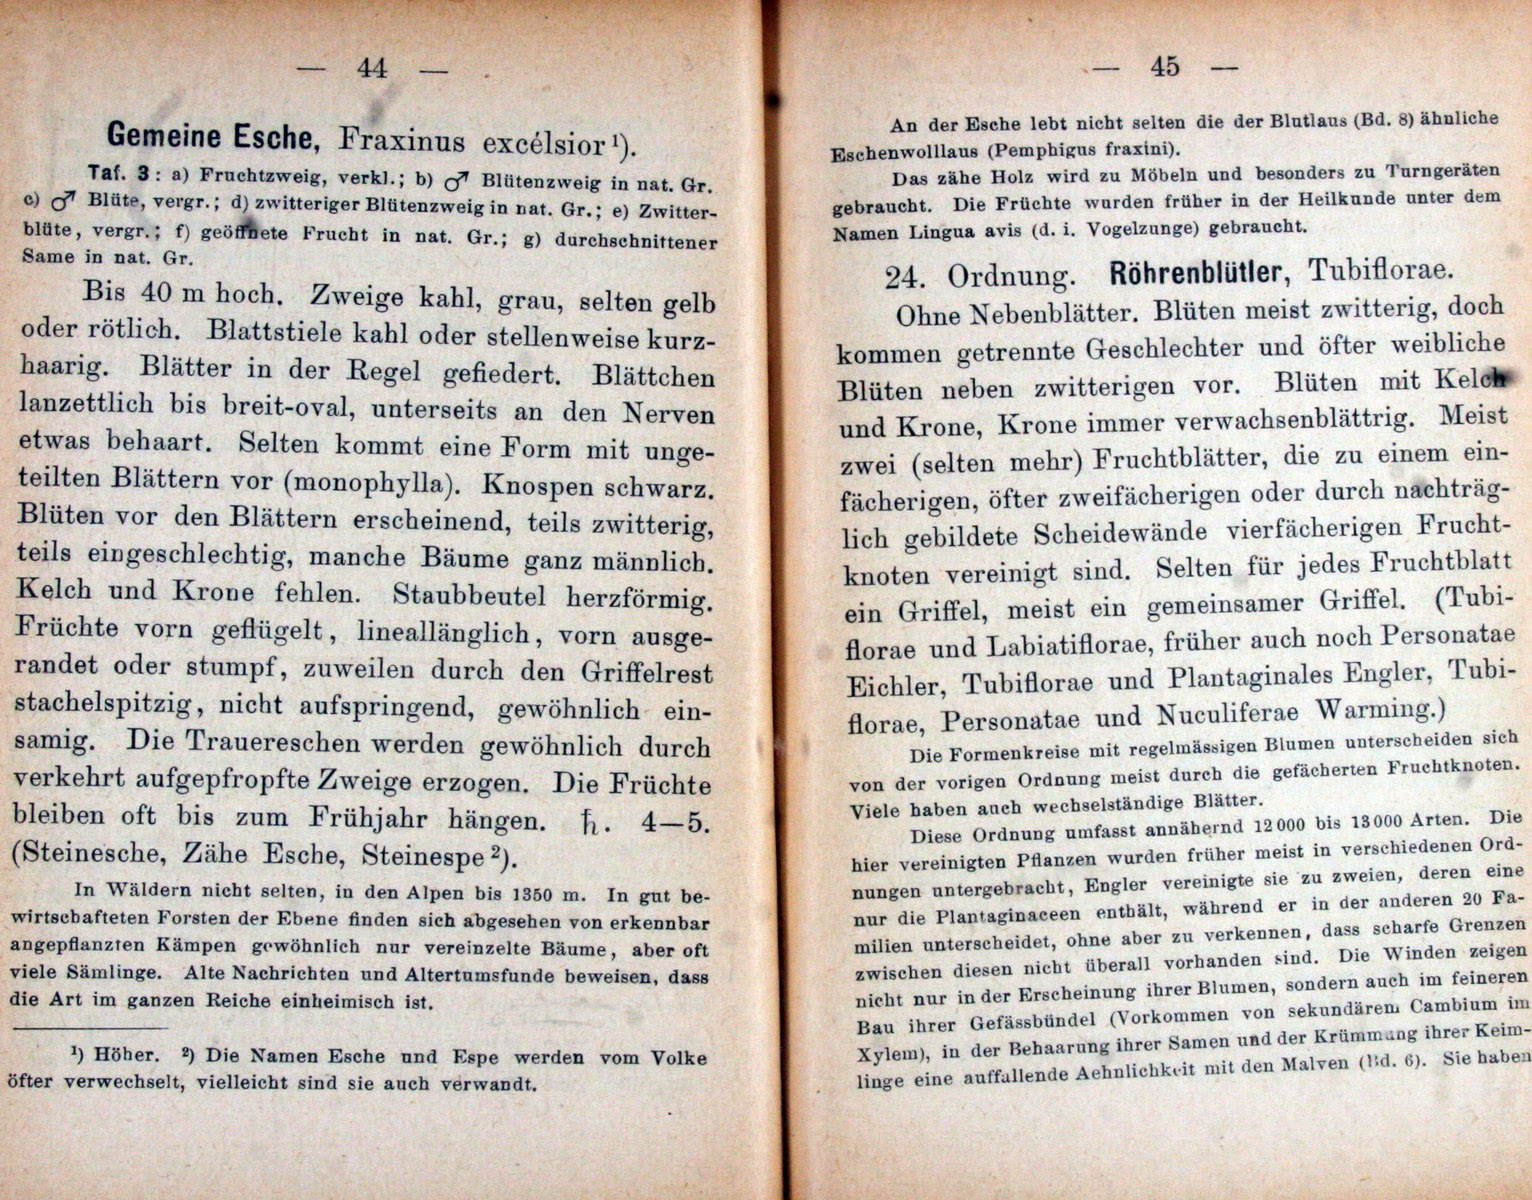 — 44 —
Gemeine Esche, Fraxinus excélsior ¹).
Taf. 3: a) Fruchtzweig, verkl.; b) ♂ Blütenzweig in nat. Gr.
c) ♂ Blüte, vergr.; d) zwitteriger Blütenzweig in nat. Gr.; e) Zwitter-
blüte, vergr.; f) geöffnete Frucht in nat. Gr.; g) durchschnittener
Same in nat. Gr.
Bis 40 m hoch. Zweige kahl, grau, selten gelb
oder rötlich. Blattstiele kahl oder stellenweise kurz-
haarig. Blätter in der Regel gefiedert. Blättchen
lanzettlich bis breit-oval, unterseits an den Nerven
etwas behaart. Selten kommt eine Form mit unge-
teilten Blättern vor (monophylla). Knospen schwarz.
Blüten vor den Blättern erscheinend, teils zwitterig,
teils eingeschlechtig, manche Bäume ganz männlich.
Kelch und Krone fehlen. Staubbeutel herzförmig.
Früchte vorn geflügelt, lineallänglich, vorn ausge-
randet oder stumpf, zuweilen durch den Griffelrest
stachelspitzig, nicht aufspringend, gewöhnlich ein-
samig. Die Trauereschen werden gewöhnlich durch
verkehrt aufgepfropfte Zweige erzogen. Die Früchte
bleiben oft bis zum Frühjahr hängen. ♄. 4—5.
(Steinesche, Zähe Esche, Steinespe ²).
In Wäldern nicht selten, in den Alpen bis 1350 m. In gut be-
wirtschafteten Forsten der Ebene finden sich abgesehen von erkennbar
angepflanzten Kämpen gewöhnlich nur vereinzelte Bäume, aber oft
viele Sämlinge. Alte Nachrichten und Altertumsfunde beweisen, dass
die Art im ganzen Reiche einheimisch ist.
¹) Höher. ²) Die Namen Esche und Espe werden vom Volke
öfter verwechselt, vielleicht sind sie auch verwandt.
— 45 —
An der Esche lebt nicht selten die der Blutlaus (Bd. 8) ähnliche
Eschenwolllaus (Pemphigus fraxini).
Das zähe Holz wird zu Möbeln und besonders zu Turngeräten
gebraucht. Die Früchte wurden früher in der Heilkunde unter dem
Namen Lingua avis (d. i. Vogelzunge) gebraucht.
24. Ordnung. Röhrenblütler, Tubiflorae.
Ohne Nebenblätter. Blüten meist zwitterig, doch
kommen getrennte Geschlechter und öfter weibliche
Blüten neben zwitterigen vor. Blüten mit Kelch
und Krone, Krone immer verwachsenblättrig. Meist
zwei (selten mehr) Fruchtblätter, die zu einem ein-
fächerigen, öfter zweifächerigen oder durch nachträg-
lich gebildete Scheidewände vierfächerigen Frucht-
knoten vereinigt sind. Selten für jedes Fruchtblatt
ein Griffel, meist ein gemeinsamer Griffel. (Tubi-
florae und Labiatiflorae, früher auch noch Personatae
Eichler, Tubiflorae und Plantaginales Engler, Tubi-
florae, Personatae und Nuculiferae Warming.)
Die Formenkreise mit regelmässigen Blumen unterscheiden sich
von der vorigen Ordnung meist durch die gefächerten Fruchtknoten.
Viele haben auch wechselständige Blätter.
Diese Ordnung umfasst annähernd 12 000 bis 13 000 Arten. Die
hier vereinigten Pflanzen wurden früher meist in verschiedenen Ord-
nungen untergebracht, Engler vereinigte sie zu zweien, deren eine
nur die Plantaginaceen enthält, während er in der anderen 20 Fa-
milien unterscheidet, ohne aber zu verkennen, dass scharfe Grenzen
zwischen diesen nicht überall vorhanden sind. Die Winden zeigen
nicht nur in der Erscheinung ihrer Blumen, sondern auch im feineren
Bau ihrer Gefässbündel (Vorkommen von sekundärem Cambium im
Xylem), in der Behaarung ihrer Samen und der Krümmung ihrer Keim-
linge eine auffallende Aehnlichkeit mit den Malven (Bd. 6). Sie haben